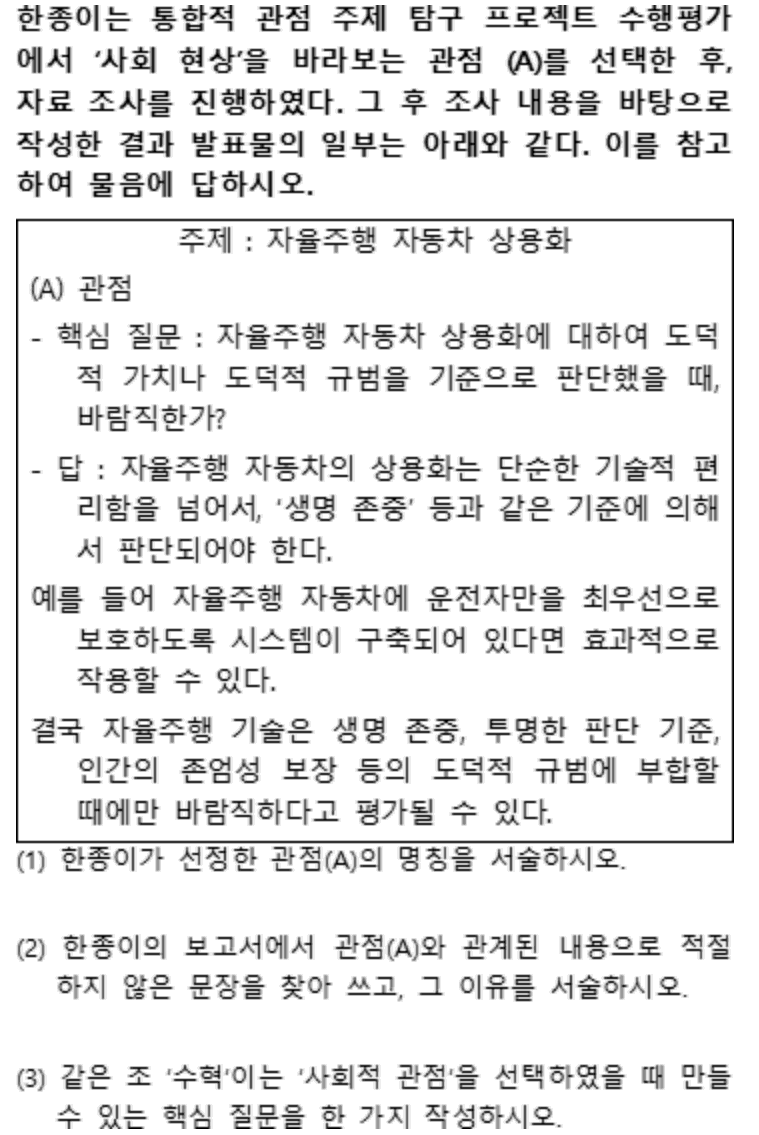 한종이는 통합적 관점 주제 탐구 프로젝트 수행평가
에서 ‘사회 현상’을 바라보는 관점 (A)를 선택한 후,
자료 조사를 진행하였다. 그 후 조사 내용을 바탕으로
작성한 결과 발표물의 일부는 아래와 같다. 이를 참고
하여 물음에 답하시오.
주제 : 자율주행 자동차 상용화
(A) 관점
- 핵심 질문 : 자율주행 자동차 상용화에 대하여 도덕
적 가치나 도덕적 규범을 기준으로 판단했을 때,
바람직한가?
- 답 : 자율주행 자동차의 상용화는 단순한 기술적 편
리함을 넘어서, ‘생명 존중’ 등과 같은 기준에 의해
서 판단되어야 한다.
예를 들어 자율주행 자동차에 운전자만을 최우선으로
보호하도록 시스템이 구축되어 있다면 효과적으로
작용할 수 있다.
결국 자율주행 기술은 생명 존중, 투명한 판단 기준,
인간의 존엄성 보장 등의 도덕적 규범에 부합할
때에만 바람직하다고 평가될 수 있다.
(1) 한종이가 선정한 관점(A)의 명칭을 서술하시오.
(2) 한종이의 보고서에서 관점(A)와 관계된 내용으로 적절
하지 않은 문장을 찾아 쓰고, 그 이유를 서술하시오.
(3) 같은 조 ‘수혁’이는 ‘사회적 관점’을 선택하였을 때 만들
수 있는 핵심 질문을 한 가지 작성하시오.